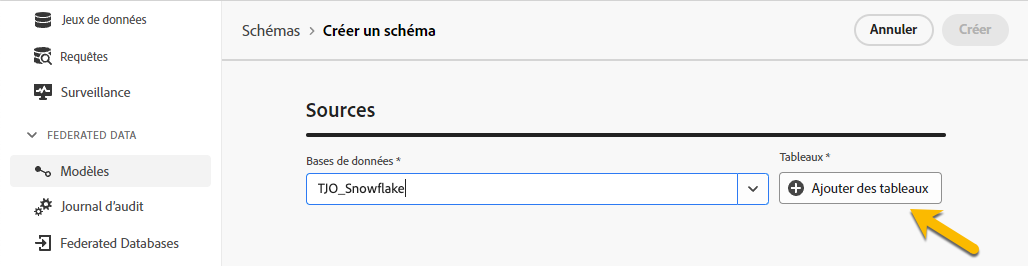 Jeux de données
Requêtes
Surveillance
FEDERATED DATA
Modèles
Journal d'audit
Federated Databases
Schémas > Créer un schéma
Annuler
Créer
Sources
Bases de données *
TJO_Snowflake
Tableaux *
Ajouter des tableaux